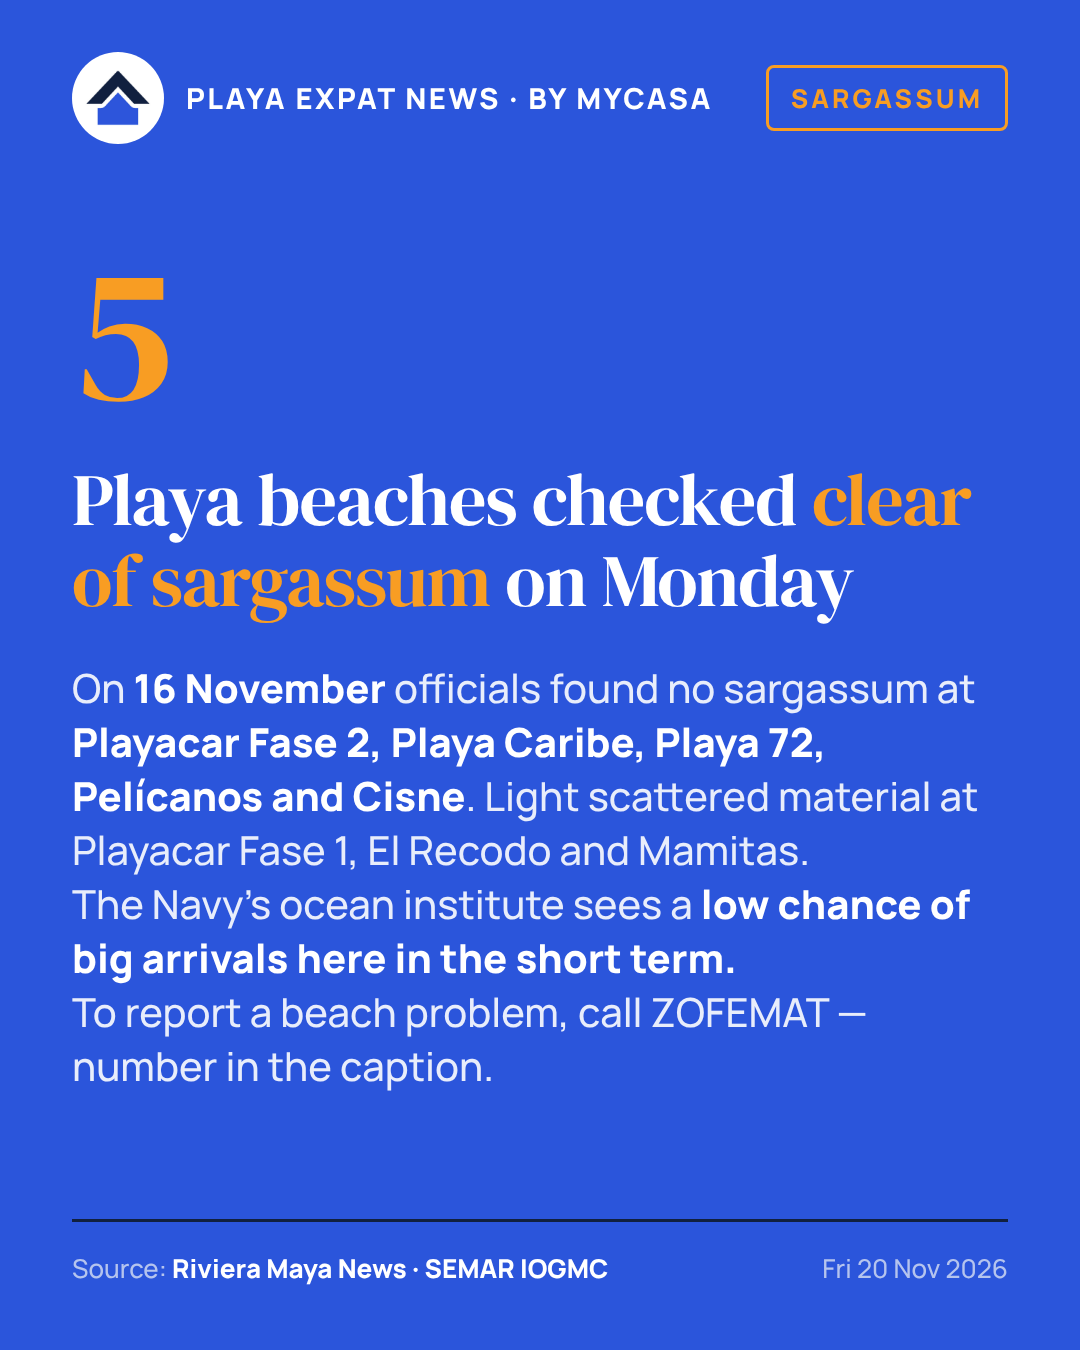 PLAYA EXPAT NEWS · BY MYCASA
SARGASSUM
5
Playa beaches checked clear
of sargassum on Monday
On 16 November officials found no sargassum at
Playacar Fase 2, Playa Caribe, Playa 72,
Pelícanos and Cisne. Light scattered material at
Playacar Fase 1, El Recodo and Mamitas.
The Navy’s ocean institute sees a low chance of
big arrivals here in the short term.
To report a beach problem, call ZOFEMAT —
number in the caption.
Source: Riviera Maya News · SEMAR IOGMC
Fri 20 Nov 2026